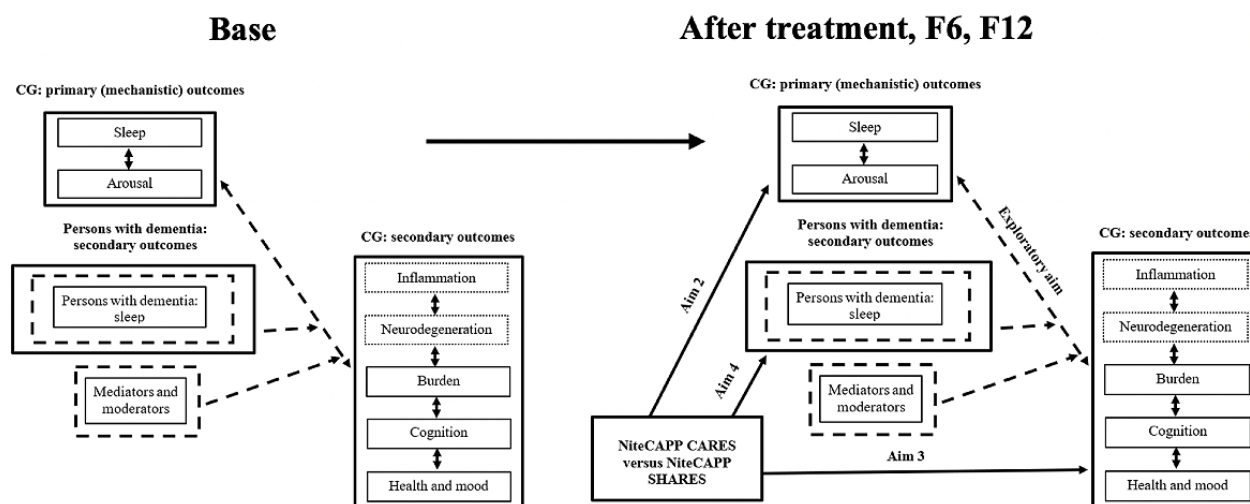 Base
CG: primary (mechanistic) outcomes
Sleep
Arousal
Persons with dementia:
secondary outcomes
Persons with dementia:
sleep
Mediators and
moderators
CG: secondary outcomes
Inflammation
Neurodegeneration
Burden
Cognition
Health and mood
After treatment, F6, F12
CG: primary (mechanistic) outcomes
Sleep
Arousal
Persons with dementia:
secondary outcomes
Persons with dementia:
sleep
Mediators and
moderators
Aim 2
Aim 4
Exploratory aim
NiteCAPP CARES
versus NiteCAPP
SHARES
Aim 3
CG: secondary outcomes
Inflammation
Neurodegeneration
Burden
Cognition
Health and mood